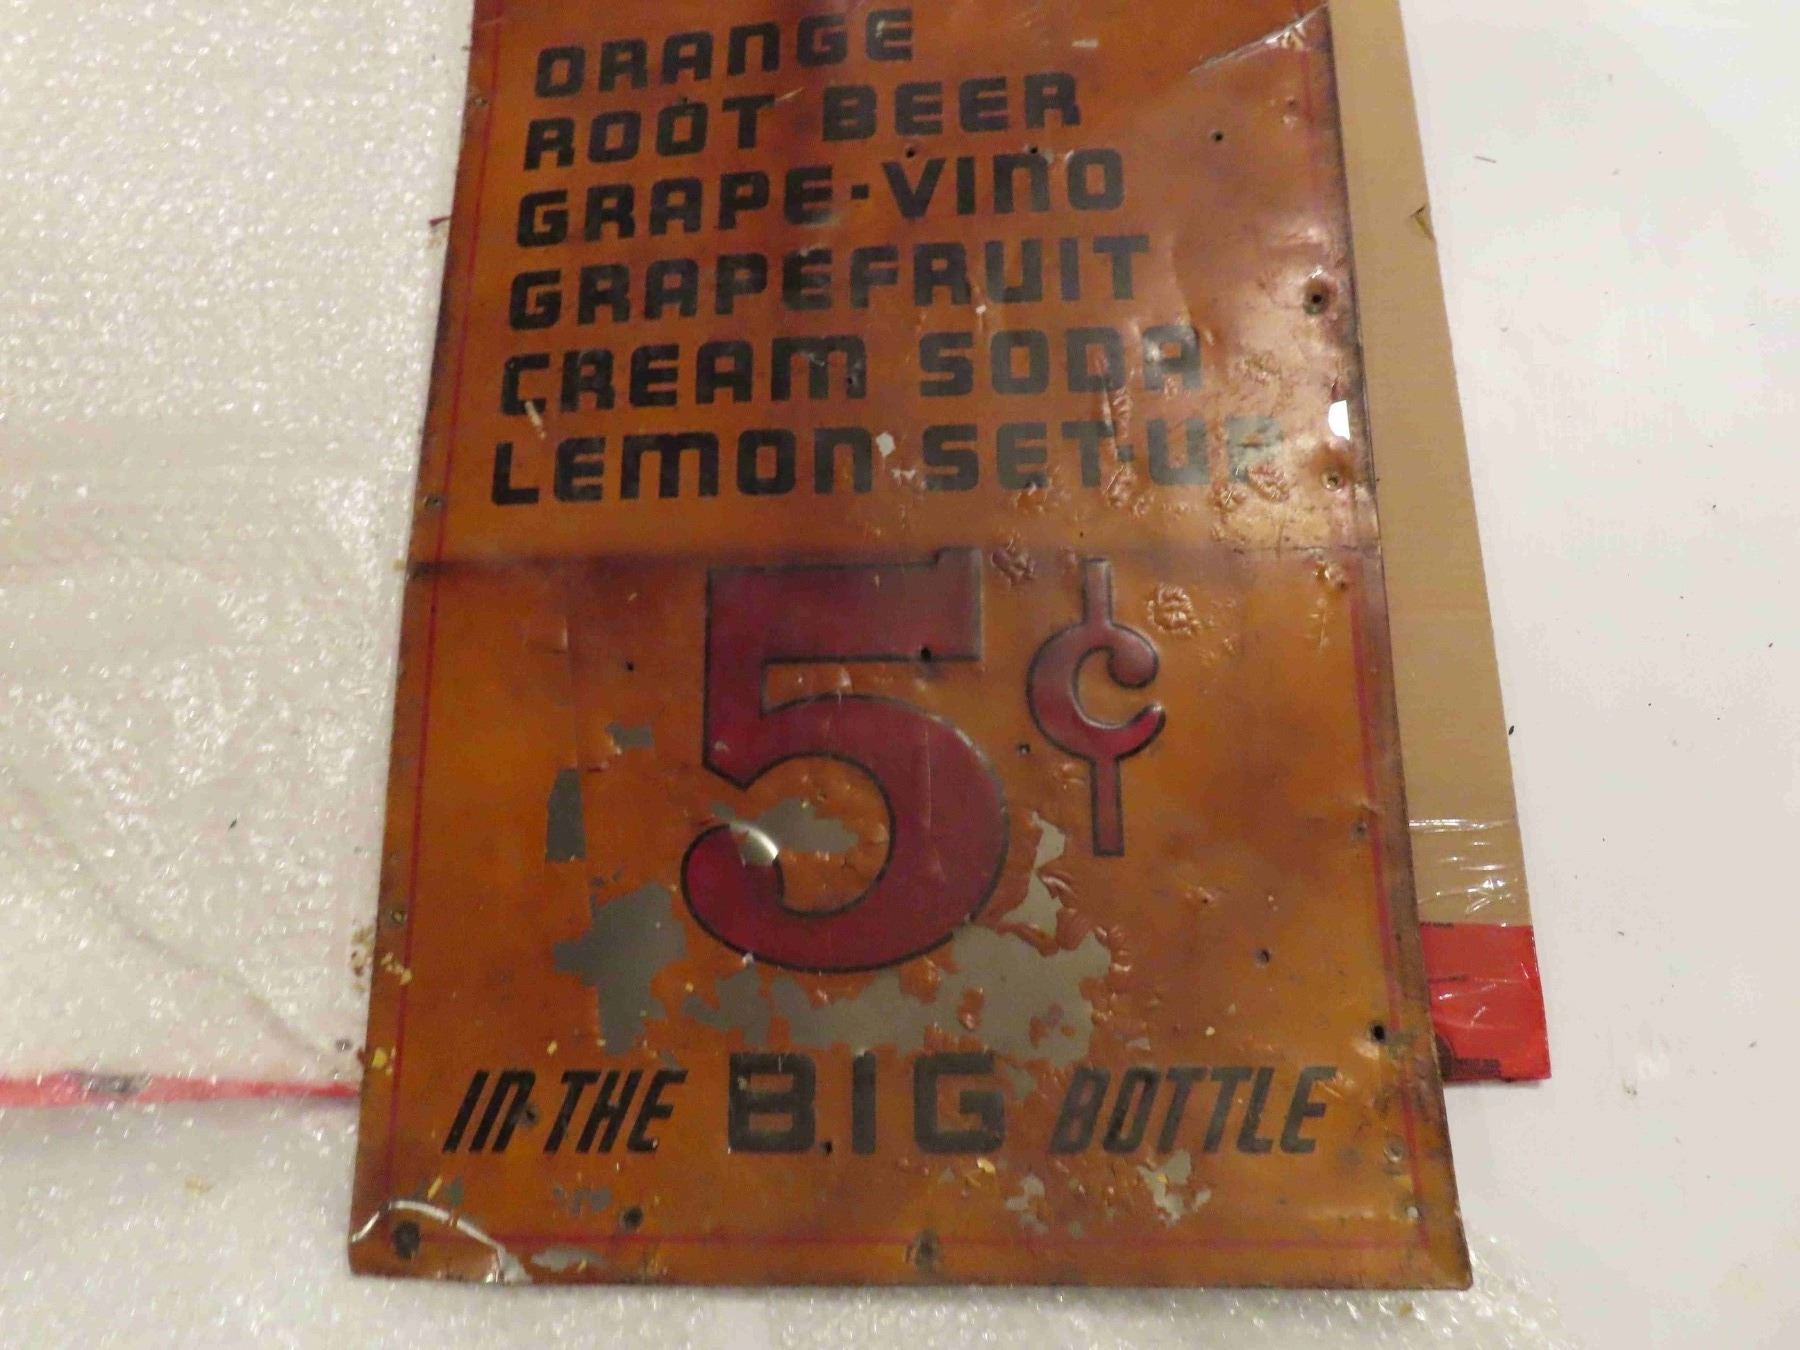 ORANGE
ROOT BEER
GRAPE-VINO
GRAPEFRUIT
CREAM SODA
LEMON SET-UP
5¢
IN-THE BIG BOTTLE